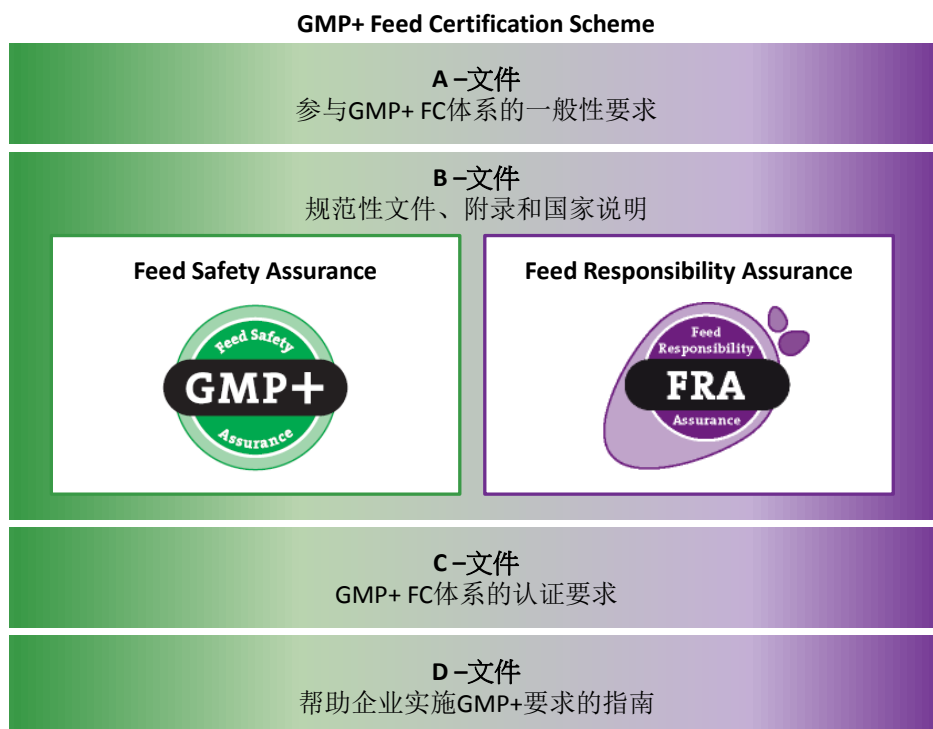 GMP+ Feed Certification Scheme
A –文件
参与GMP+ FC体系的一般性要求
B –文件
规范性文件、附录和国家说明
Feed Safety Assurance
Feed Safety
GMP+
Assurance
Feed Responsibility Assurance
Feed
Responsibility
FRA
Assurance
C –文件
GMP+ FC体系的认证要求
D –文件
帮助企业实施GMP+要求的指南